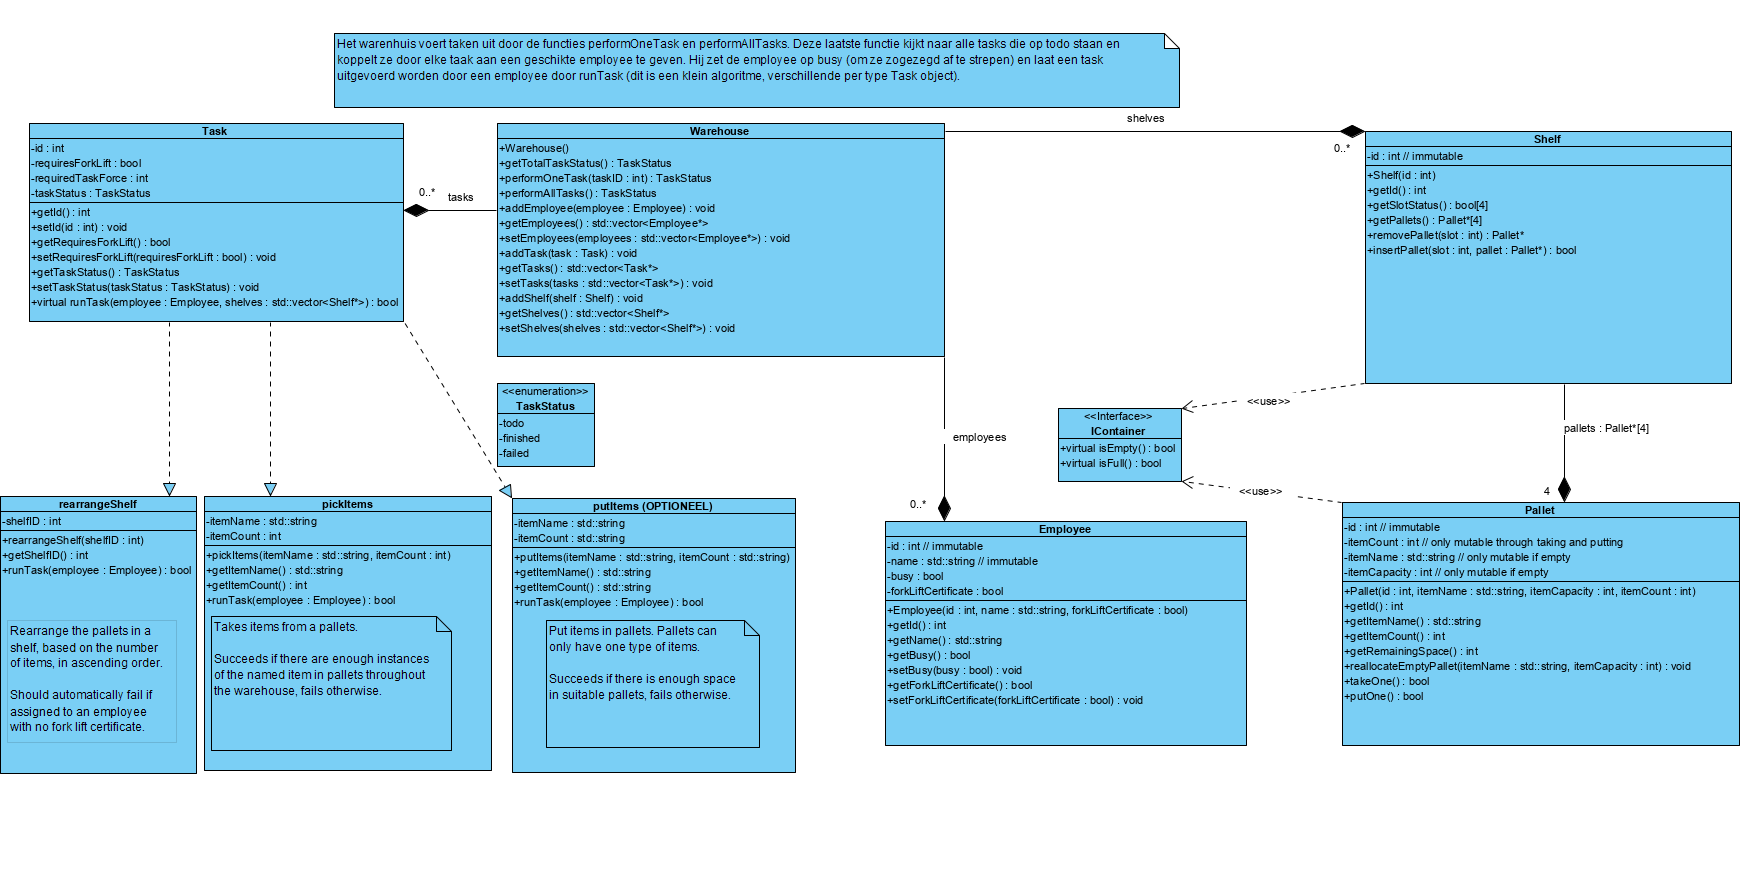 Het warenhuis voert taken uit door de functies performOneTask en performAllTasks. Deze laatste functie kijkt naar alle tasks die op todo staan en
koppelt ze door elke taak aan een geschikte employee te geven. Hij zet de employee op busy (om ze zogezegd af te strepen) en laat een task
uitgevoerd worden door een employee door runTask (dit is een klein algoritme, verschillende per type Task object).
Task
-id : int
-requiresForkLift : bool
-requiredTaskForce : int
-taskStatus : TaskStatus
+getId() : int
+setId(id : int) : void
+getRequiresForkLift() : bool
+setRequiresForkLift(requiresForkLift : bool) : void
+getTaskStatus() : TaskStatus
+setTaskStatus(taskStatus : TaskStatus) : void
+virtual runTask(employee : Employee, shelves : std::vector<Shelf*>) : bool
0..*
tasks
Warehouse
+Warehouse()
+getTotalTaskStatus() : TaskStatus
+performOneTask(taskID : int) : TaskStatus
+performAllTasks() : TaskStatus
+addEmployee(employee : Employee) : void
+getEmployees() : std::vector<Employee*>
+setEmployees(employees : std::vector<Employee*>) : void
+addTask(task : Task) : void
+getTasks() : std::vector<Task*>
+setTasks(tasks : std::vector<Task*>) : void
+addShelf(shelf : Shelf) : void
+getShelves() : std::vector<Shelf*>
+setShelves(shelves : std::vector<Shelf*>) : void
shelves
0..*
Shelf
-id : int // immutable
+Shelf(id : int)
+getId() : int
+getSlotStatus() : bool[4]
+getPallets() : Pallet*[4]
+removePallet(slot : int) : Pallet*
+insertPallet(slot : int, pallet : Pallet*) : bool
<<enumeration>>
TaskStatus
-todo
-finished
-failed
employees
0..*
<<Interface>>
IContainer
+virtual isEmpty() : bool
+virtual isFull() : bool
<<use>>
<<use>>
pallets : Pallet*[4]
4
rearrangeShelf
-shelfID : int
+rearrangeShelf(shelfID : int)
+getShelfID() : int
+runTask(employee : Employee) : bool
Rearrange the pallets in a
shelf, based on the number
of items, in ascending order.
Should automatically fail if
assigned to an employee
with no fork lift certificate.
pickItems
-itemName : std::string
-itemCount : int
+pickItems(itemName : std::string, itemCount : int)
+getItemName() : std::string
+getItemCount() : int
+runTask(employee : Employee) : bool
Takes items from a pallets.
Succeeds if there are enough instances
of the named item in pallets throughout
the warehouse, fails otherwise.
putItems (OPTIONEEL)
-itemName : std::string
-itemCount : std::string
+putItems(itemName : std::string, itemCount : std::string)
+getItemName() : std::string
+getItemCount() : std::string
+runTask(employee : Employee) : bool
Put items in pallets. Pallets can
only have one type of items.
Succeeds if there is enough space
in suitable pallets, fails otherwise.
Employee
-id : int // immutable
-name : std::string // immutable
-busy : bool
-forkLiftCertificate : bool
+Employee(id : int, name : std::string, forkLiftCertificate : bool)
+getId() : int
+getName() : std::string
+getBusy() : bool
+setBusy(busy : bool) : void
+getForkLiftCertificate() : bool
+setForkLiftCertificate(forkLiftCertificate : bool) : void
Pallet
-id : int // immutable
-itemCount : int // only mutable through taking and putting
-itemName : std::string // only mutable if empty
-itemCapacity : int // only mutable if empty
+Pallet(id : int, itemName : std::string, itemCapacity : int, itemCount : int)
+getId() : int
+getItemName() : std::string
+getItemCount() : int
+getRemainingSpace() : int
+reallocateEmptyPallet(itemName : std::string, itemCapacity : int) : void
+takeOne() : bool
+putOne() : bool